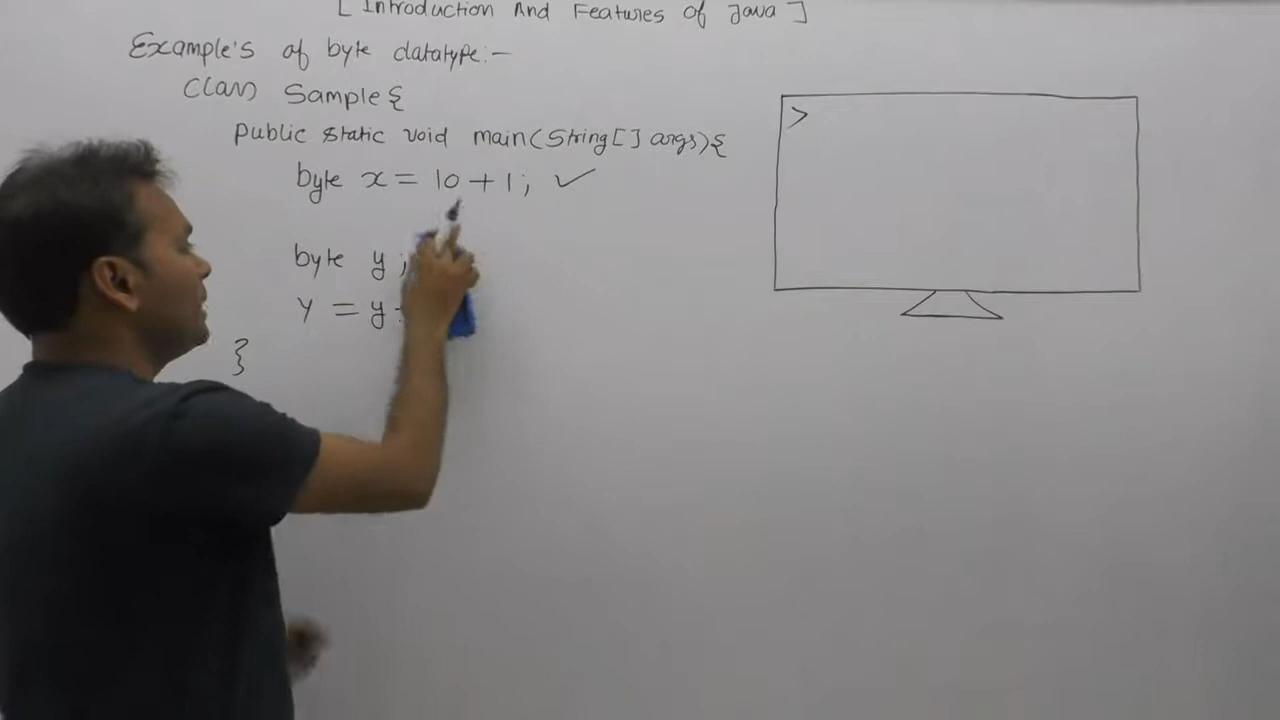 [ Introduction And Features of Java ]
Example's of byte datatype:-
Class Sample {
public static void main(String[] args){
byte x = 10 + 1; ✓
byte y ;
y = y
}
>